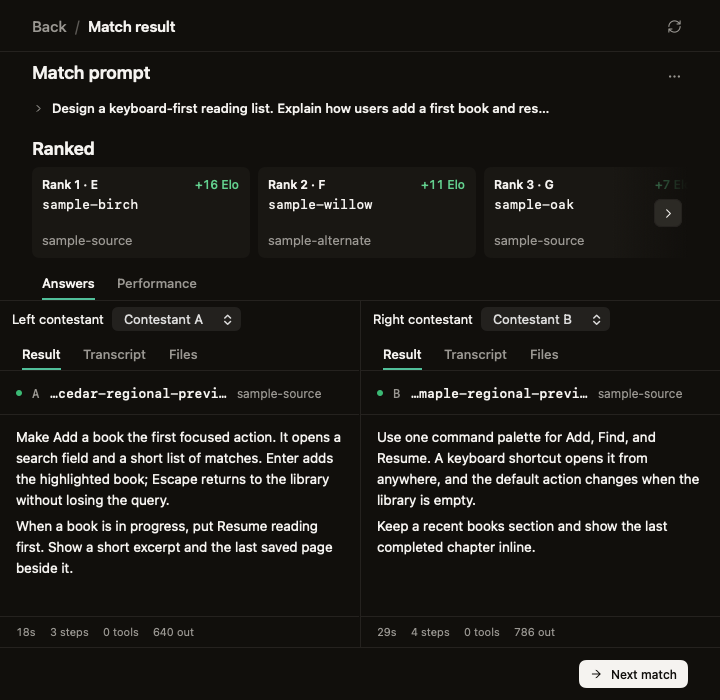 Back / Match result
Match prompt
...
Design a keyboard-first reading list. Explain how users add a first book and res...
Ranked
Rank 1 · E +16 Elo
sample-birch
sample-source
Rank 2 · F +11 Elo
sample-willow
sample-alternate
Rank 3 · G +7 El
sample-oak
sample-source
Answers Performance
Left contestant Contestant A
Result Transcript Files
A …cedar-regional-previ… sample-source
Make Add a book the first focused action. It opens a
search field and a short list of matches. Enter adds
the highlighted book; Escape returns to the library
without losing the query.
When a book is in progress, put Resume reading
first. Show a short excerpt and the last saved page
beside it.
18s 3 steps 0 tools 640 out
Right contestant Contestant B
Result Transcript Files
B …maple-regional-previ… sample-source
Use one command palette for Add, Find, and
Resume. A keyboard shortcut opens it from
anywhere, and the default action changes when the
library is empty.
Keep a recent books section and show the last
completed chapter inline.
29s 4 steps 0 tools 786 out
Next match